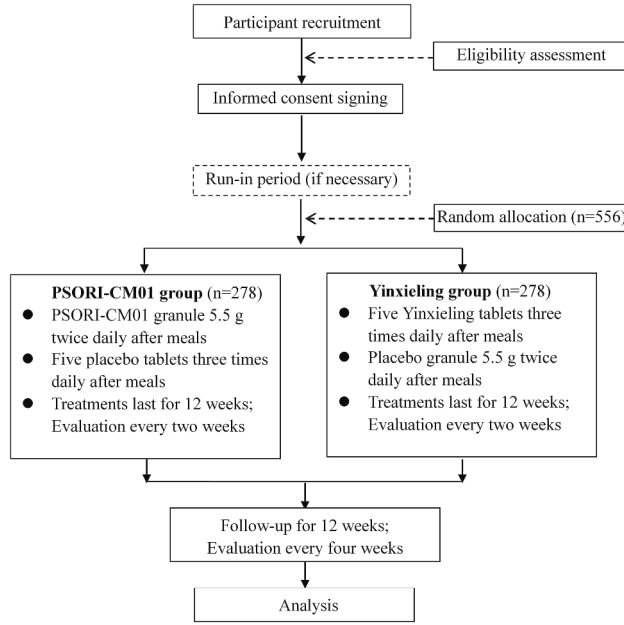 Participant recruitment
Eligibility assessment
Informed consent signing
Run-in period (if necessary)
Random allocation (n=556)
PSORI-CM01 group (n=278)
● PSORI-CM01 granule 5.5 g
twice daily after meals
● Five placebo tablets three times
daily after meals
● Treatments last for 12 weeks;
Evaluation every two weeks
Yinxieling group (n=278)
● Five Yinxieling tablets three
times daily after meals
● Placebo granule 5.5 g twice
daily after meals
● Treatments last for 12 weeks;
Evaluation every two weeks
Follow-up for 12 weeks;
Evaluation every four weeks
Analysis